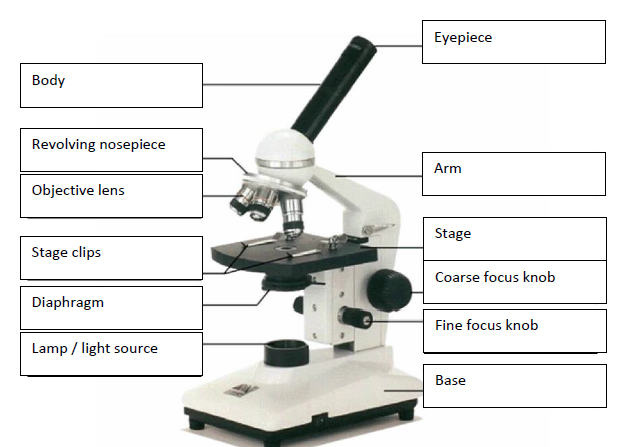 Eyepiece
Body
Revolving nosepiece
Arm
Objective lens
Stage
Stage clips
Coarse focus knob
Diaphragm
Fine focus knob
Lamp / light source
Base